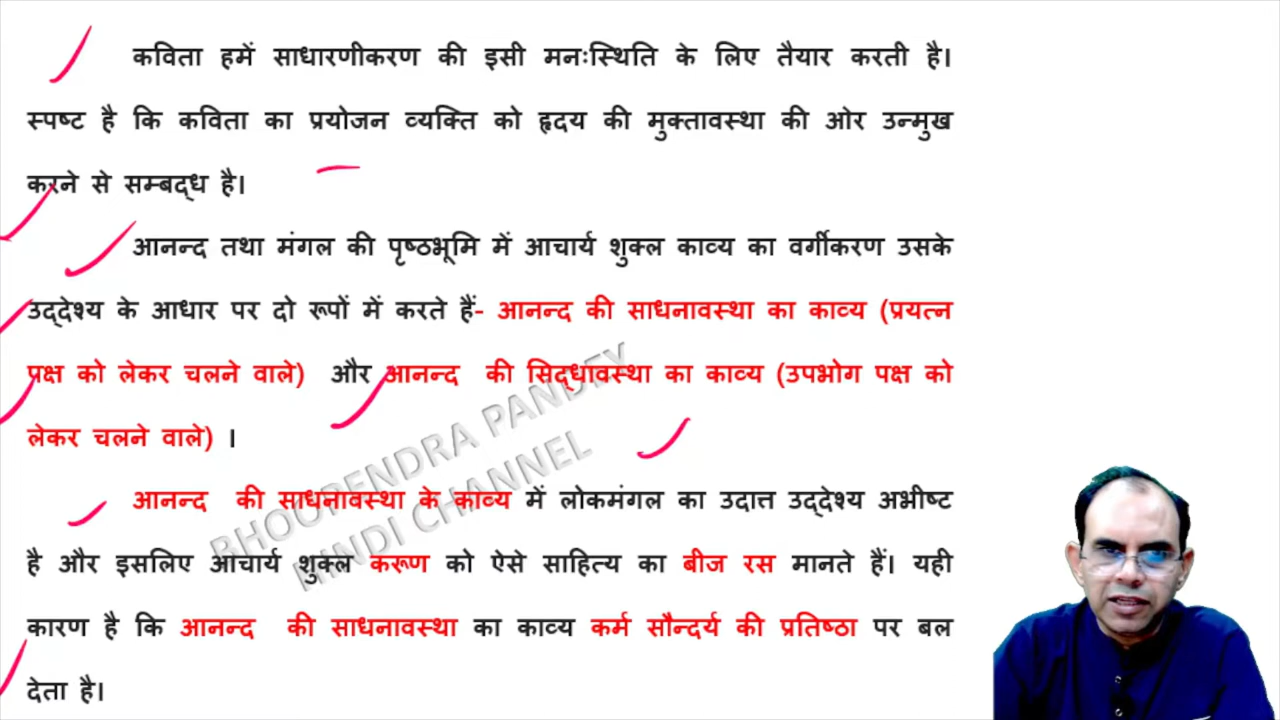 कविता हमें साधारणीकरण की इसी मनःस्थिति के लिए तैयार करती है।
स्पष्ट है कि कविता का प्रयोजन व्यक्ति को हृदय की मुक्तावस्था की ओर उन्मुख
करने से सम्बद्ध है।
आनन्द तथा मंगल की पृष्ठभूमि में आचार्य शुक्ल काव्य का वर्गीकरण उसके
उद्देश्य के आधार पर दो रूपों में करते हैं- आनन्द की साधनावस्था का काव्य (प्रयत्न
पक्ष को लेकर चलने वाले) और आनन्द की सिद्धावस्था का काव्य (उपभोग पक्ष को
लेकर चलने वाले) ।
आनन्द की साधनावस्था के काव्य में लोकमंगल का उदात्त उद्देश्य अभीष्ट
है और इसलिए आचार्य शुक्ल करूण को ऐसे साहित्य का बीज रस मानते हैं। यही
कारण है कि आनन्द की साधनावस्था का काव्य कर्म सौन्दर्य की प्रतिष्ठा पर बल
देता है।
BHOOPENDRA PANDEY
HINDI CHANNEL